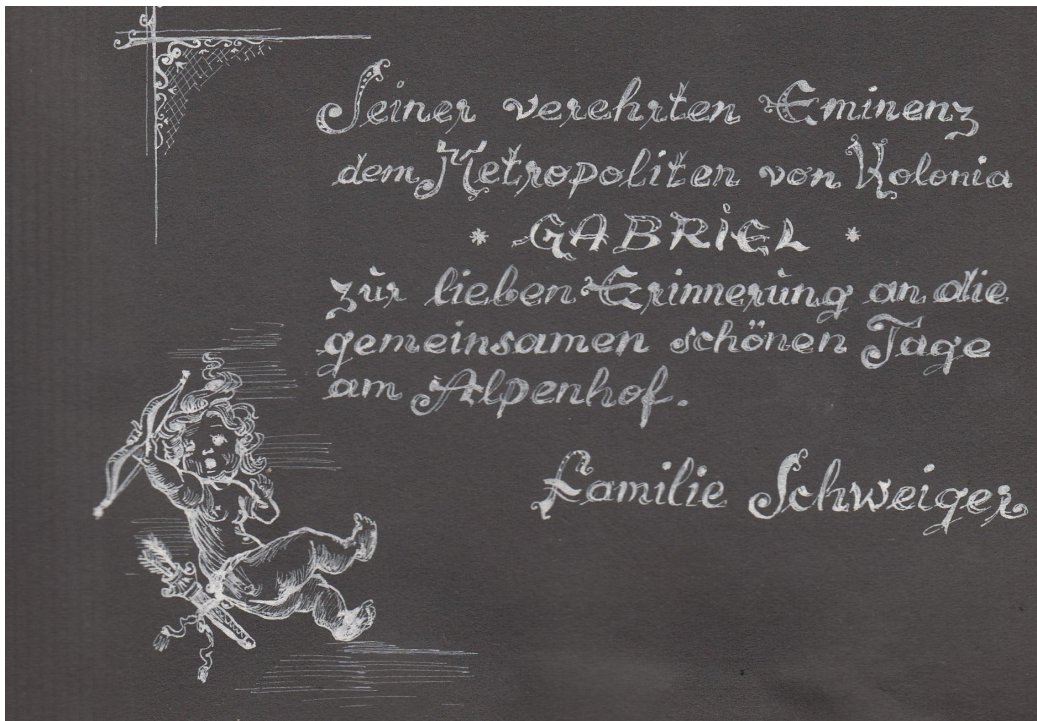 Seiner verehrten Eminenz
dem Metropoliten von Kolonia
* GABRIEL *
zur lieben Erinnerung an die
gemeinsamen schönen Tage
am Alpenhof.
Familie Schweiger